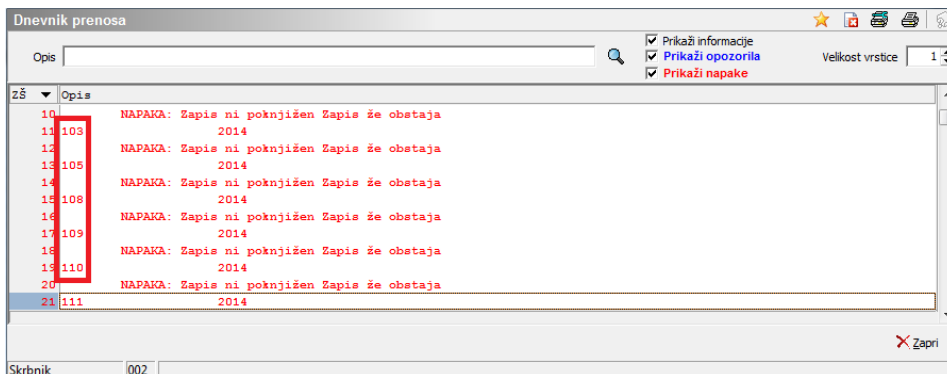 Dnevnik prenosa
Prikaži informacije
Opis
Prikaži opozorila
Velikost vrstice 1
Prikaži napake
ZŠ Opis
10 NAPAKA: Zapis ni poknjižen Zapis že obstaja
11 103 2014
12 NAPAKA: Zapis ni poknjižen Zapis že obstaja
13 105 2014
14 NAPAKA: Zapis ni poknjižen Zapis že obstaja
15 108 2014
16 NAPAKA: Zapis ni poknjižen Zapis že obstaja
17 109 2014
18 NAPAKA: Zapis ni poknjižen Zapis že obstaja
19 110 2014
20 NAPAKA: Zapis ni poknjižen Zapis že obstaja
21 111 2014
Zapri
Skrbnik 002